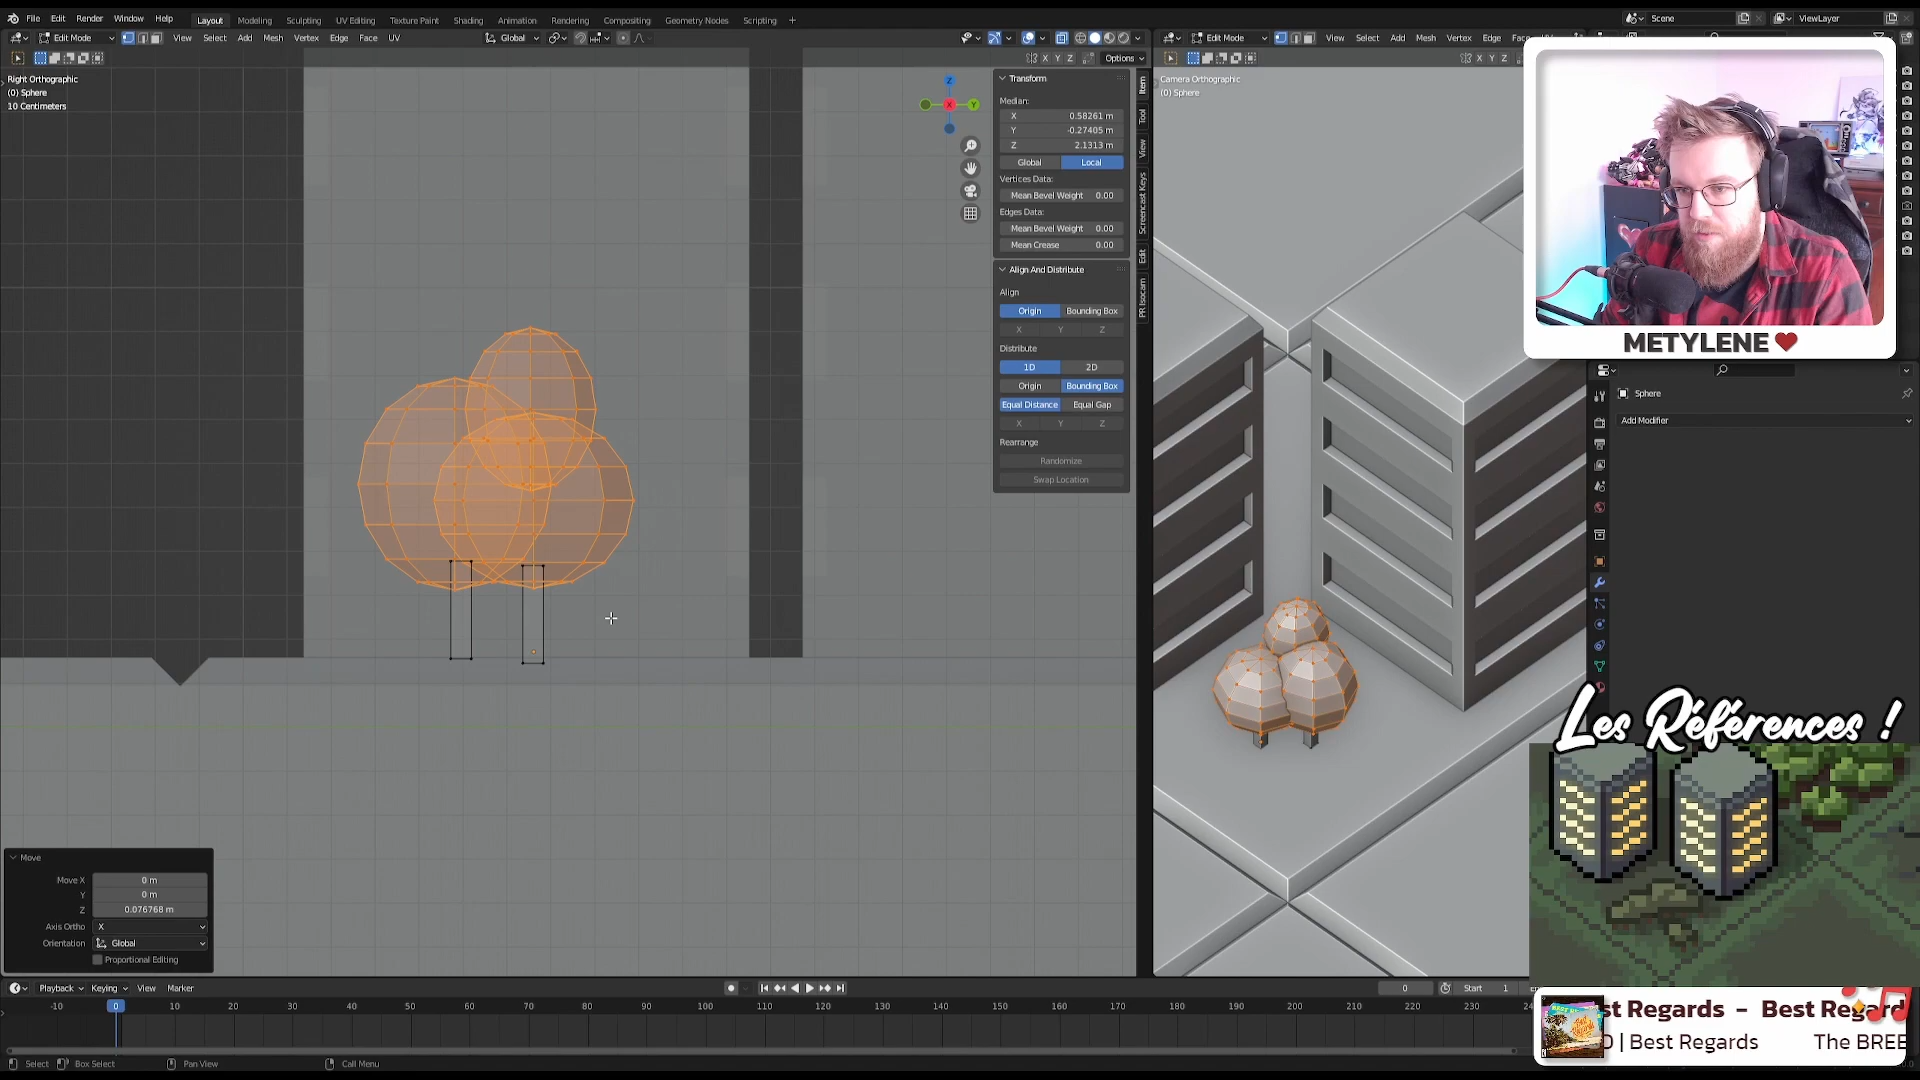 File Edit Render Window Help Layout Modeling Sculpting UV Editing Texture Paint Shading Animation Rendering Compositing Geometry Nodes Scripting + Scene ViewLayer
Edit Mode View Select Add Mesh Vertex Edge Face UV Global Edit Mode View Select Add Mesh Vertex Edge
X Y Z Options X Y Z
Right Orthographic
(0) Sphere
10 Centimeters
Camera Orthographic
(0) Sphere
Z
X
Y
Transform
Median:
X 0.58261 m
Y -0.27405 m
Z 2.1313 m
Global Local
Vertices Data:
Mean Bevel Weight 0.00
Edges Data:
Mean Bevel Weight 0.00
Mean Crease 0.00
Align And Distribute
Align
Origin Bounding Box
X Y Z
Distribute
1D 2D
Origin Bounding Box
Equal Distance Equal Gap
X Y Z
Rearrange
Randomize
Swap Location
Item
Tool
View
Screencast Keys
Edit
PR Isocam
METYLENE
Sphere
Add Modifier
Les Références !
Move
Move X 0 m
Y 0 m
Z 0.076768 m
Axis Ortho X
Orientation Global
Proportional Editing
Playback Keying View Marker 0 Start 1
-10 0 10 20 30 40 50 60 70 80 90 100 110 120 130 140 150 160 170 180 190 200 210 220 230
st Regards - Best Regard
| Best Regards The BREE
Select Box Select Pan View Call Menu